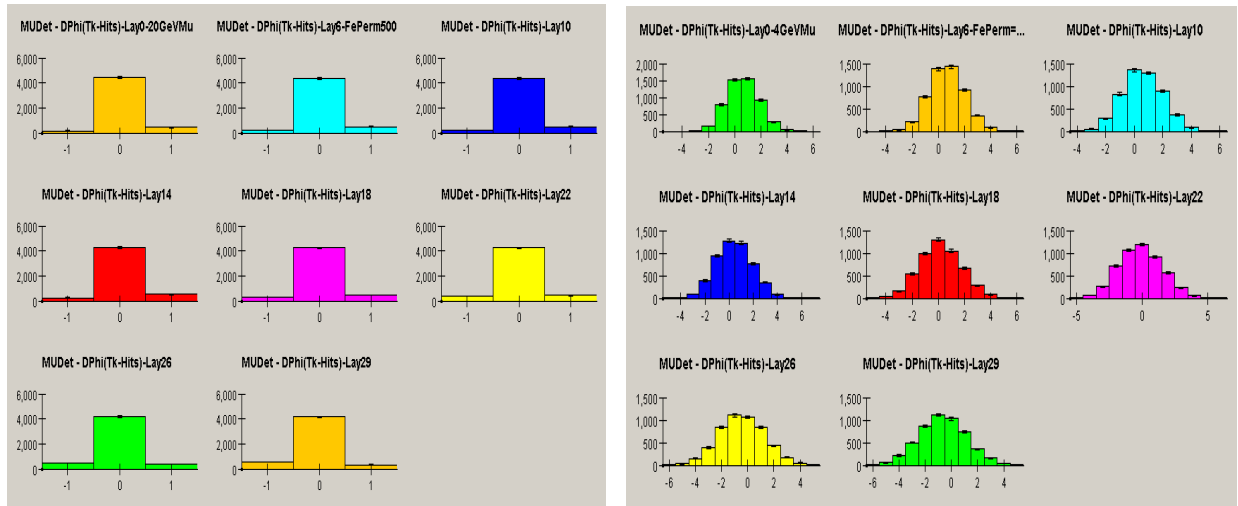 MUDet - DPhi(Tk-Hits)-Lay0-20GeVMu
6,000
4,000
2,000
0
-1 0 1
MUDet - DPhi(Tk-Hits)-Lay6-FePerm500
6,000
4,000
2,000
0
-1 0 1
MUDet - DPhi(Tk-Hits)-Lay10
6,000
4,000
2,000
0
-1 0 1
MUDet - DPhi(Tk-Hits)-Lay14
6,000
4,000
2,000
0
-1 0 1
MUDet - DPhi(Tk-Hits)-Lay18
6,000
4,000
2,000
0
-1 0 1
MUDet - DPhi(Tk-Hits)-Lay22
6,000
4,000
2,000
0
-1 0 1
MUDet - DPhi(Tk-Hits)-Lay26
6,000
4,000
2,000
0
-1 0 1
MUDet - DPhi(Tk-Hits)-Lay29
6,000
4,000
2,000
0
-1 0 1
MUDet - DPhi(Tk-Hits)-Lay0-4GeVMu
2,000
1,500
1,000
500
0
-4 -2 0 2 4 6
MUDet - DPhi(Tk-Hits)-Lay6-FePerm=...
1,500
1,000
500
0
-4 -2 0 2 4 6
MUDet - DPhi(Tk-Hits)-Lay10
1,500
1,000
500
0
-4 -2 0 2 4 6
MUDet - DPhi(Tk-Hits)-Lay14
1,500
1,000
500
0
-4 -2 0 2 4 6
MUDet - DPhi(Tk-Hits)-Lay18
1,500
1,000
500
0
-4 -2 0 2 4 6
MUDet - DPhi(Tk-Hits)-Lay22
1,500
1,000
500
0
-5 0 5
MUDet - DPhi(Tk-Hits)-Lay26
1,500
1,000
500
0
-6 -4 -2 0 2 4
MUDet - DPhi(Tk-Hits)-Lay29
1,500
1,000
500
0
-6 -4 -2 0 2 4